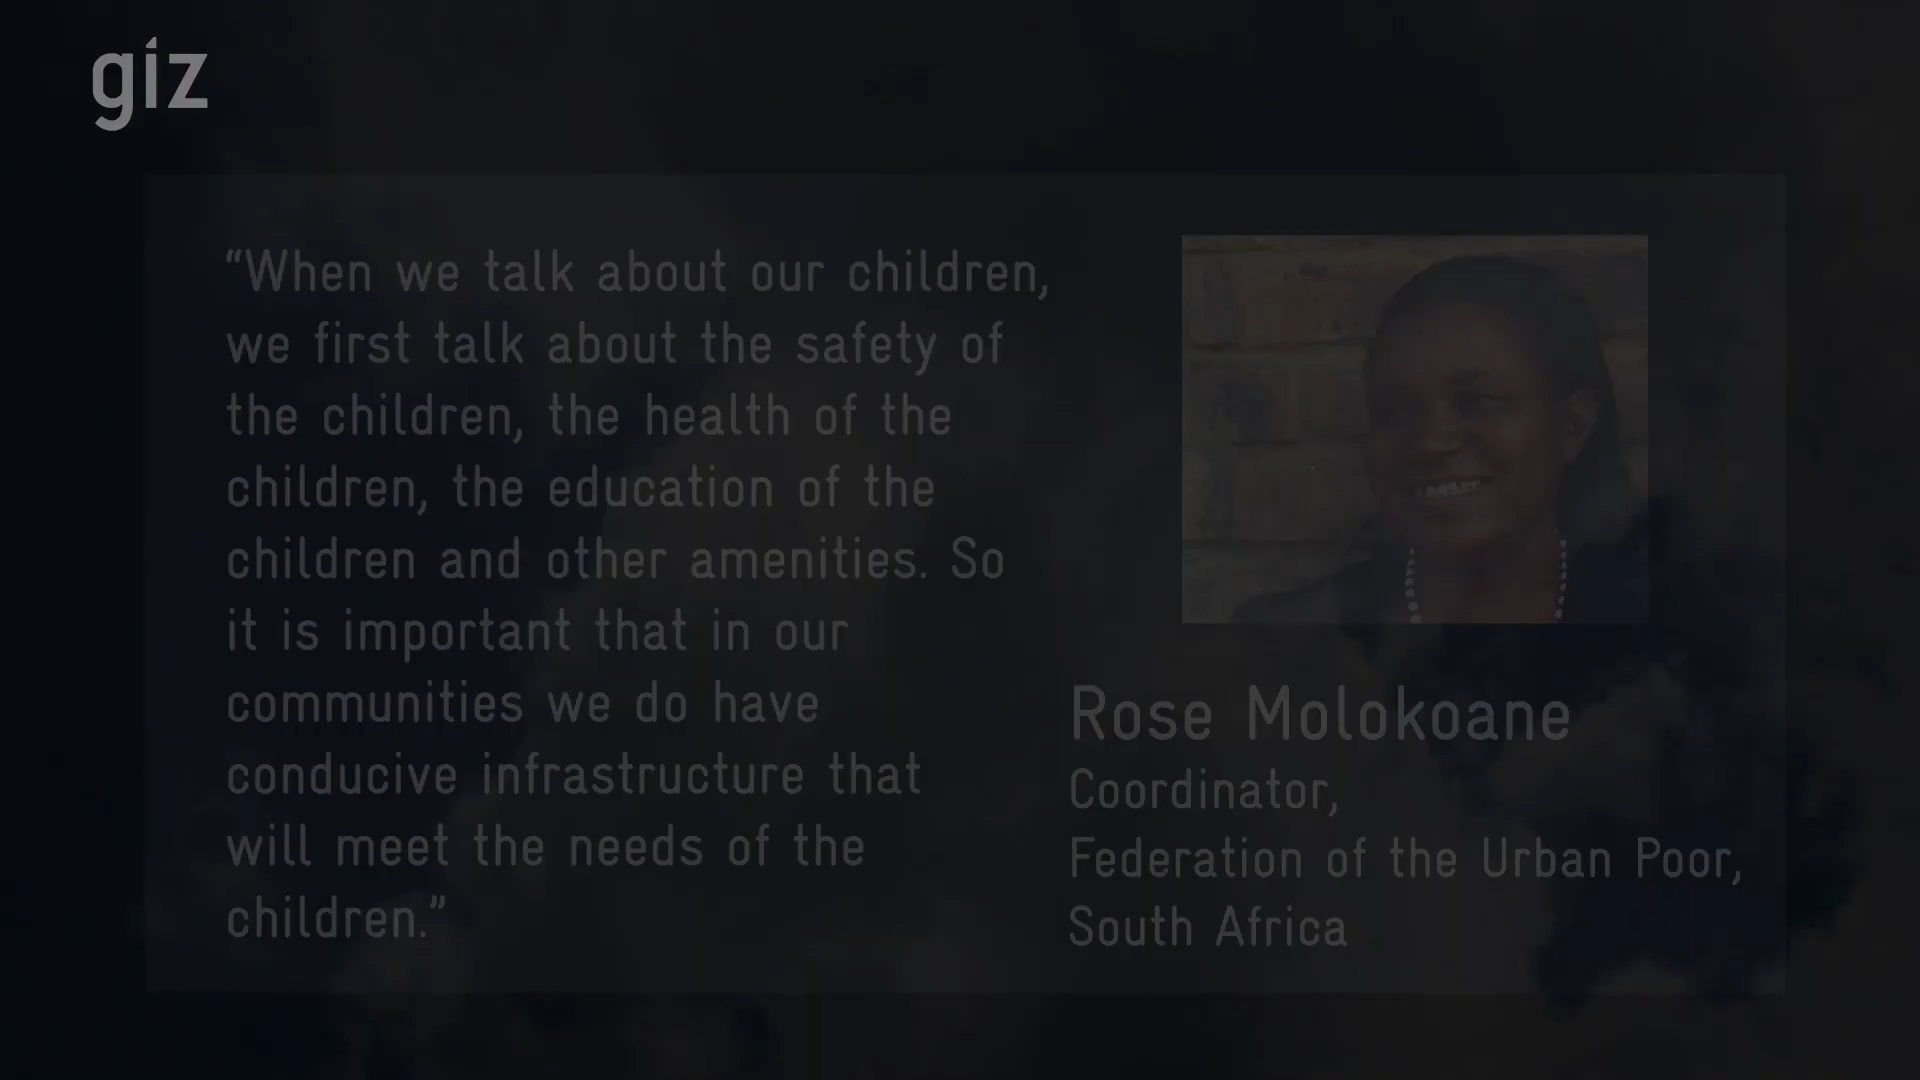 giz
“When we talk about our children,
we first talk about the safety of
the children, the health of the
children, the education of the
children and other amenities. So
it is important that in our
communities we do have
conducive infrastructure that
will meet the needs of the
children.”
Rose Molokoane
Coordinator,
Federation of the Urban Poor,
South Africa